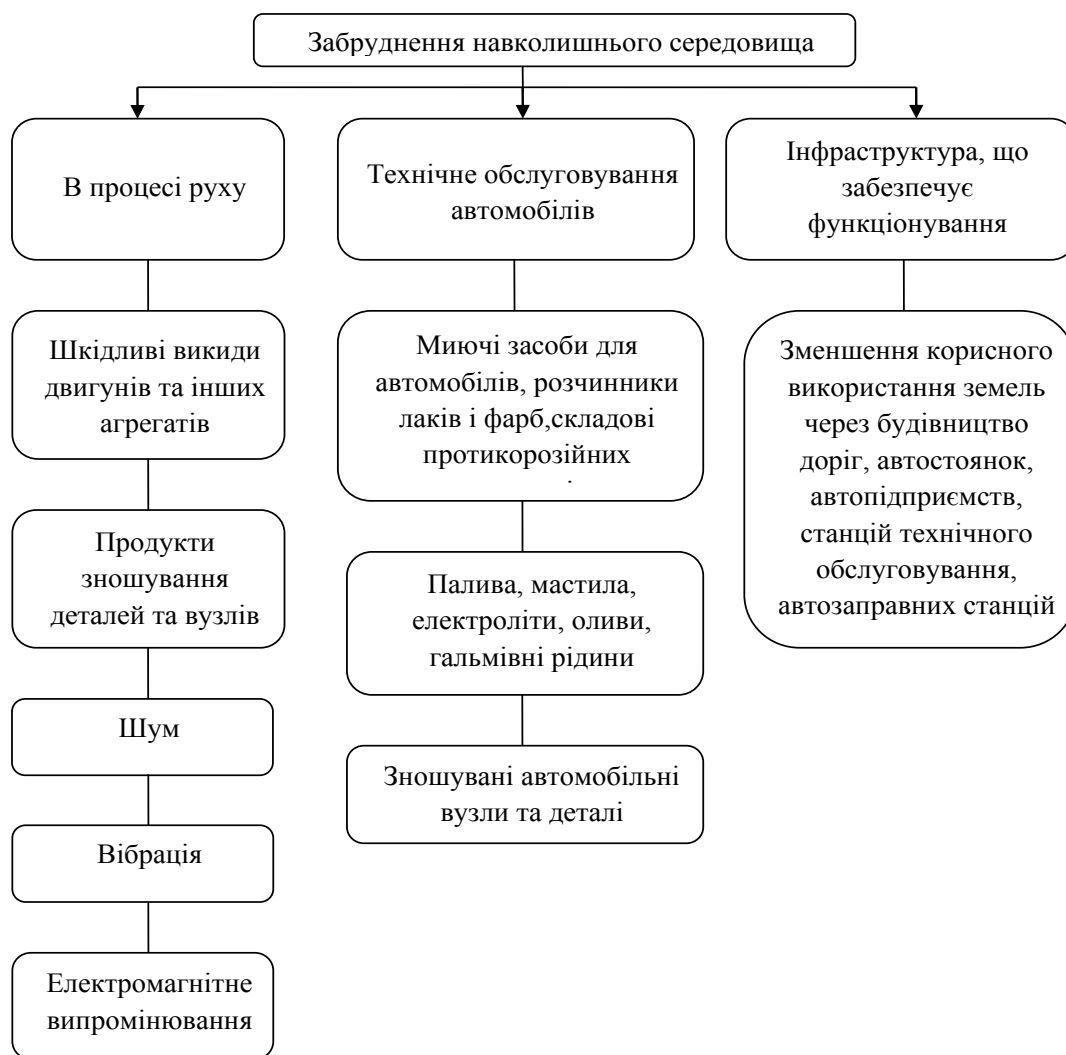 Забруднення навколишнього середовища
В процесі руху
Технічне обслуговування
автомобілів
Інфраструктура, що
забезпечує
функціонування
Шкідливі викиди
двигунів та інших
агрегатів
Продукти
зношування
деталей та вузлів
Шум
Вібрація
Електромагнітне
випромінювання
Миючі засоби для
автомобілів, розчинники
лаків і фарб,складові
протикорозійних
Палива, мастила,
електроліти, оливи,
гальмівні рідини
Зношувані автомобільні
вузли та деталі
Зменшення корисного
використання земель
через будівництво
доріг, автостоянок,
автопідприємств,
станцій технічного
обслуговування,
автозаправних станцій